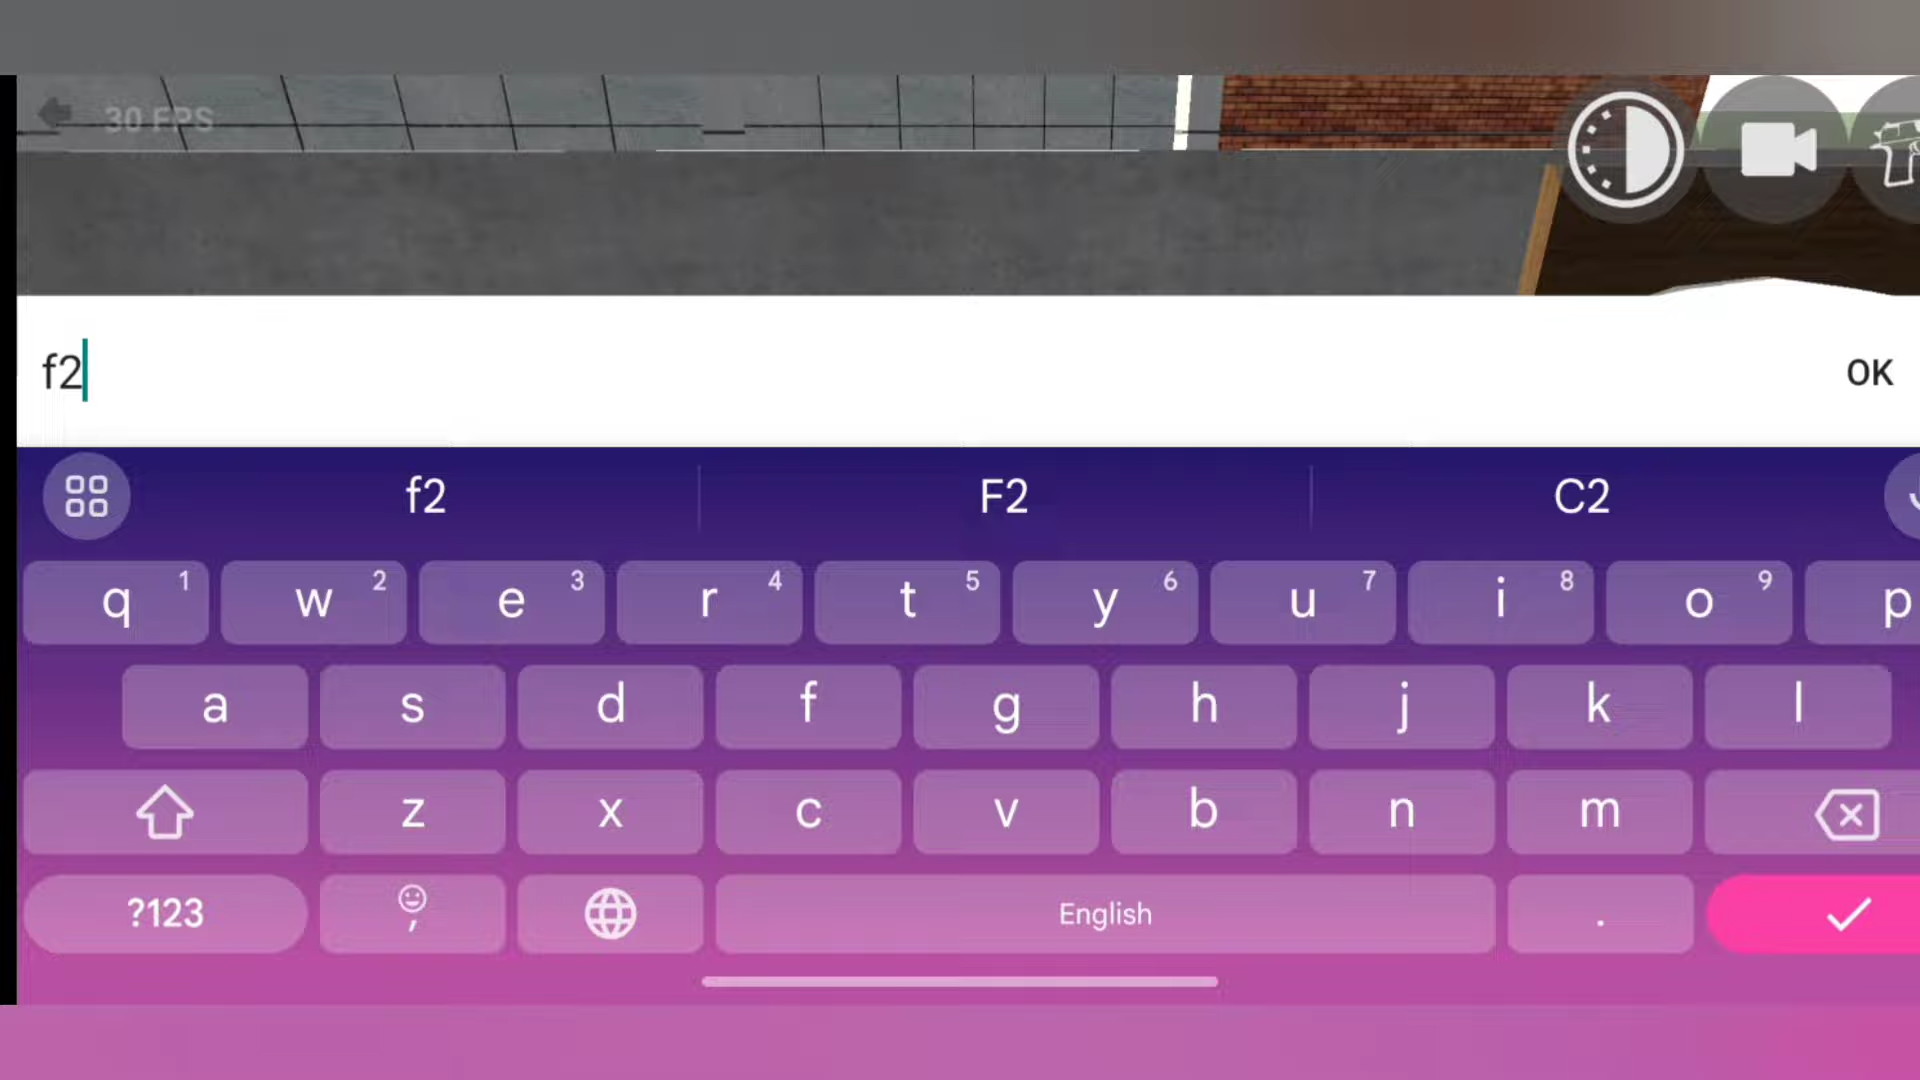 30 FPS
f2
OK
f2 F2 C2
q 1 w 2 e 3 r 4 t 5 y 6 u 7 i 8 o 9 p
a s d f g h j k l
z x c v b n m
?123 , English .